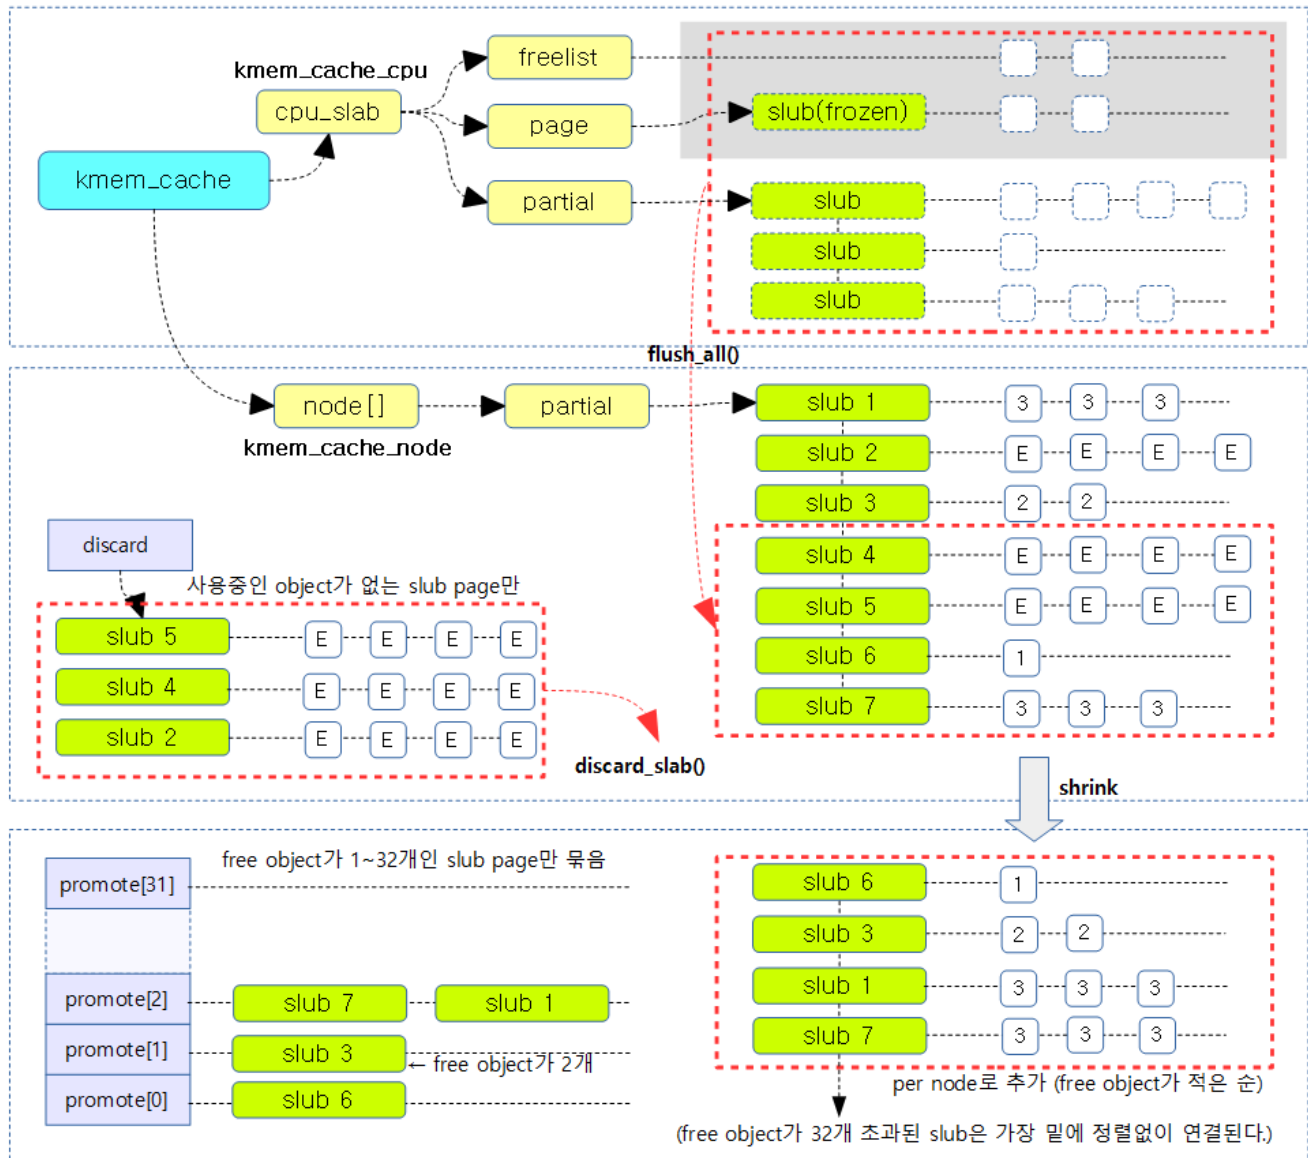 freelist
kmem_cache_cpu
cpu_slab
page
slub(frozen)
kmem_cache
partial
slub
slub
slub
flush_all()
node[]
partial
kmem_cache_node
slub 1
3 3 3
slub 2
E E E E
slub 3
2 2
slub 4
E E E E
slub 5
E E E E
slub 6
1
slub 7
3 3 3
discard
사용중인 object가 없는 slub page만
slub 5
E E E E
slub 4
E E E E
slub 2
E E E E
discard_slab()
shrink
free object가 1~32개인 slub page만 묶음
promote[31]
promote[2]
slub 7
slub 1
promote[1]
slub 3
← free object가 2개
promote[0]
slub 6
slub 6
1
slub 3
2 2
slub 1
3 3 3
slub 7
3 3 3
per node로 추가 (free object가 적은 순)
(free object가 32개 초과된 slub은 가장 밑에 정렬없이 연결된다.)